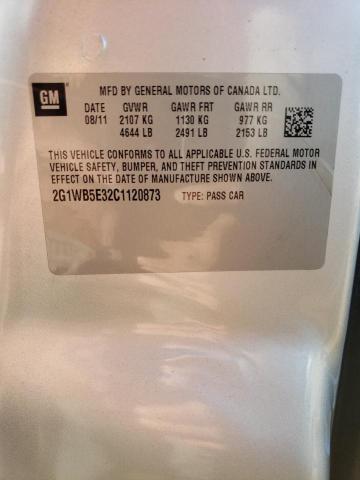 GM
MFD BY GENERAL MOTORS OF CANADA LTD.
DATE GVWR GAWR FRT GAWR RR
08/11 2107 KG 1130 KG 977 KG
4644 LB 2491 LB 2153 LB
THIS VEHICLE CONFORMS TO ALL APPLICABLE U.S. FEDERAL MOTOR
VEHICLE SAFETY, BUMPER, AND THEFT PREVENTION STANDARDS IN
EFFECT ON THE DATE OF MANUFACTURE SHOWN ABOVE.
2G1WB5E32C1120873 TYPE: PASS CAR